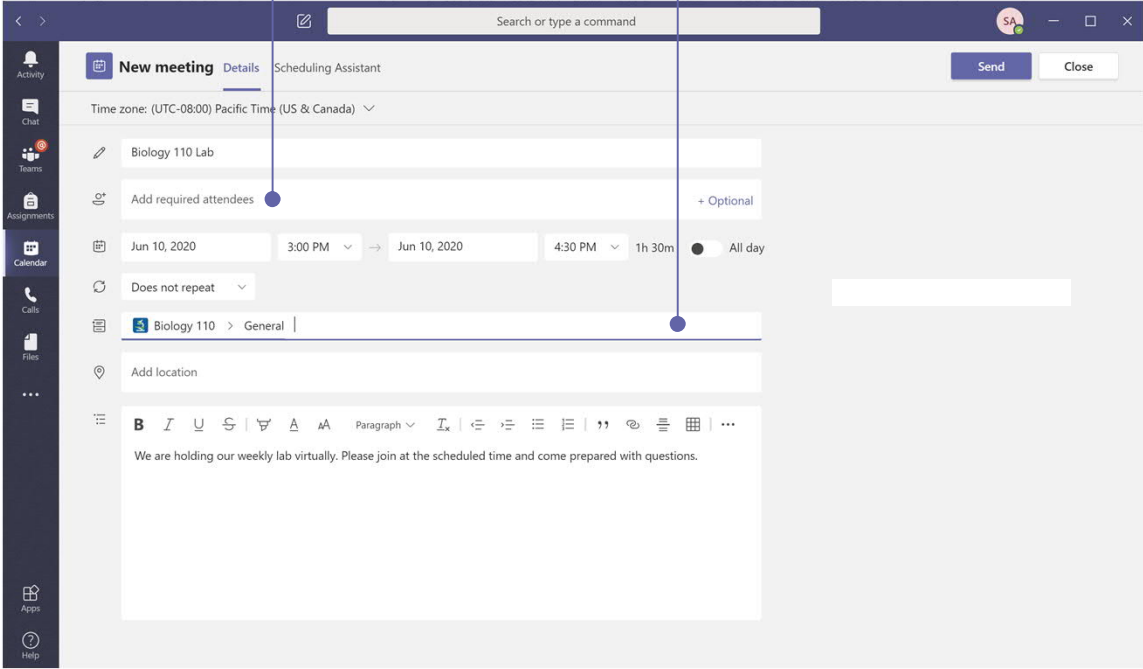 Search or type a command
SA
Activity
Chat
Teams
Assignments
Calendar
Calls
Files
Apps
Help
New meeting Details Scheduling Assistant
Send Close
Time zone: (UTC-08:00) Pacific Time (US & Canada)
Biology 110 Lab
Add required attendees + Optional
Jun 10, 2020 3:00 PM → Jun 10, 2020 4:30 PM 1h 30m All day
Does not repeat
Biology 110 > General
Add location
B I U S A AA Paragraph Tx
We are holding our weekly lab virtually. Please join at the scheduled time and come prepared with questions.